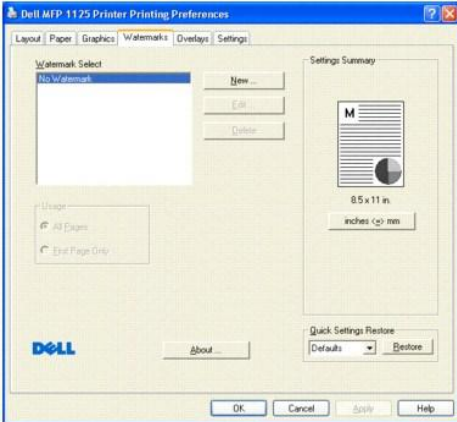 Dell MFP 1125 Printer Printing Preferences
Layout Paper Graphics Watermarks Overlays Settings
Watermark Select
No Watermark
New ...
Edit ...
Delete
Usage
All Pages
First Page Only
Settings Summary
M
8.5 x 11 in.
inches <=> mm
Quick Settings Restore
Defaults
Restore
DELL
About ...
OK Cancel Apply Help